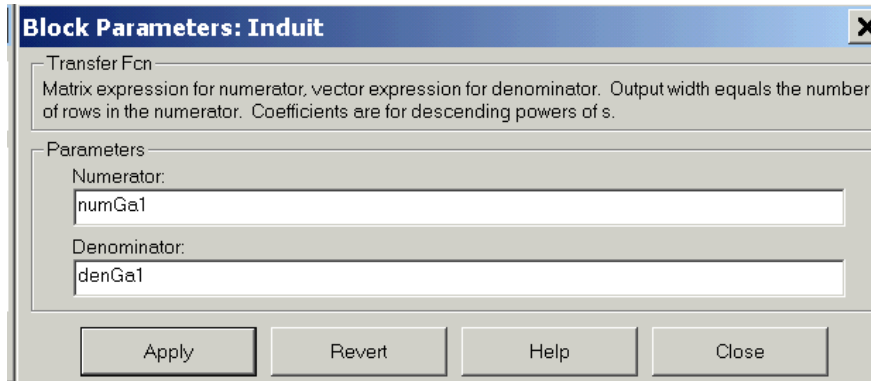 Block Parameters: Induit
Transfer Fcn
Matrix expression for numerator, vector expression for denominator.  Output width equals the number
of rows in the numerator.  Coefficients are for descending powers of s.
Parameters
Numerator:
numGa1
Denominator:
denGa1
Apply Revert Help Close